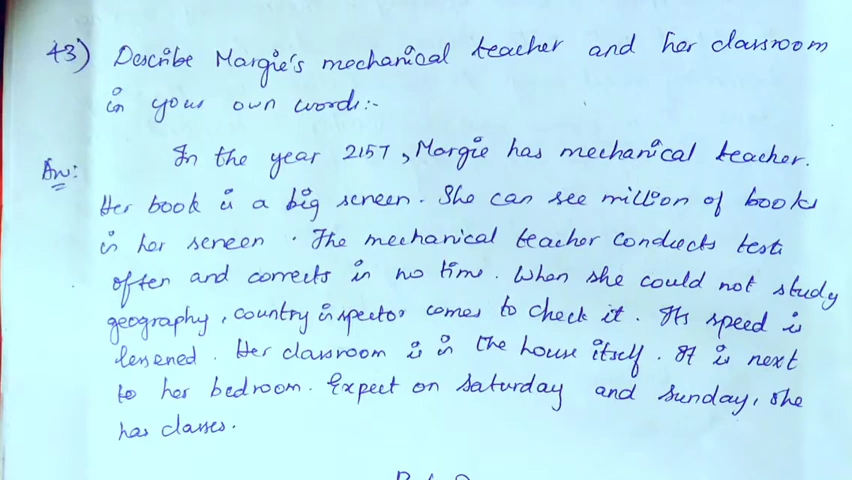 43) Describe Margie's mechanical teacher and her classroom
in your own words:-
In the year 2157, Margie has mechanical teacher.
Ans:
Her book is a big screen. She can see million of books
in her screen. The mechanical teacher conducts tests
often and corrects in no time. When she could not study
geography, country inspector comes to check it. Its speed is
lessened. Her classroom is in the house itself. It is next
to her bedroom. Expect on Saturday and Sunday, she
has classes.